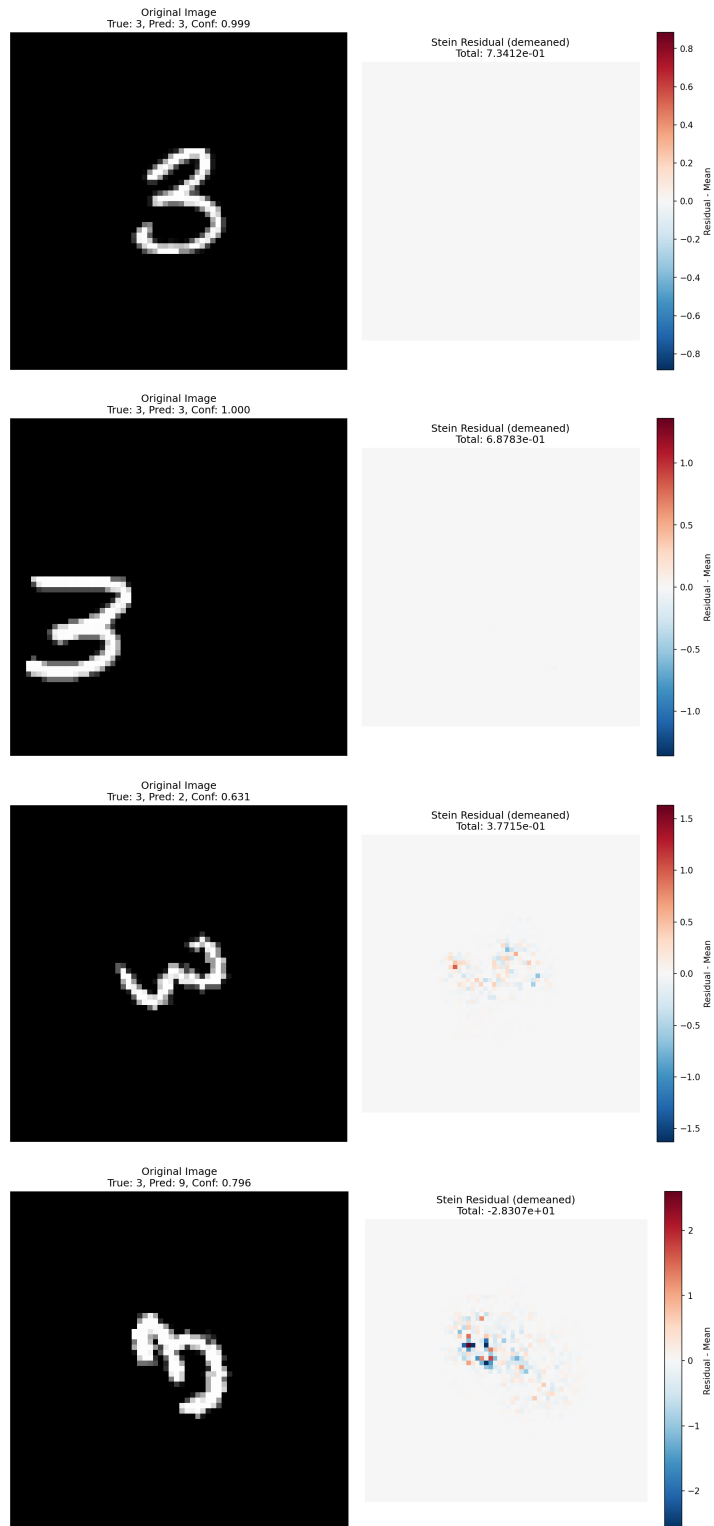 Original Image
True: 3, Pred: 3, Conf: 0.999
3
Stein Residual (demeaned)
Total: 7.3412e-01
0.8
0.6
0.4
0.2
0.0
−0.2
−0.4
−0.6
−0.8
Residual - Mean
Original Image
True: 3, Pred: 3, Conf: 1.000
3
Stein Residual (demeaned)
Total: 6.8783e-01
1.0
0.5
0.0
−0.5
−1.0
Residual - Mean
Original Image
True: 3, Pred: 2, Conf: 0.631
3
Stein Residual (demeaned)
Total: 3.7715e-01
1.5
1.0
0.5
0.0
−0.5
−1.0
−1.5
Residual - Mean
Original Image
True: 3, Pred: 9, Conf: 0.796
3
Stein Residual (demeaned)
Total: -2.8307e+01
2
1
0
−1
−2
Residual - Mean